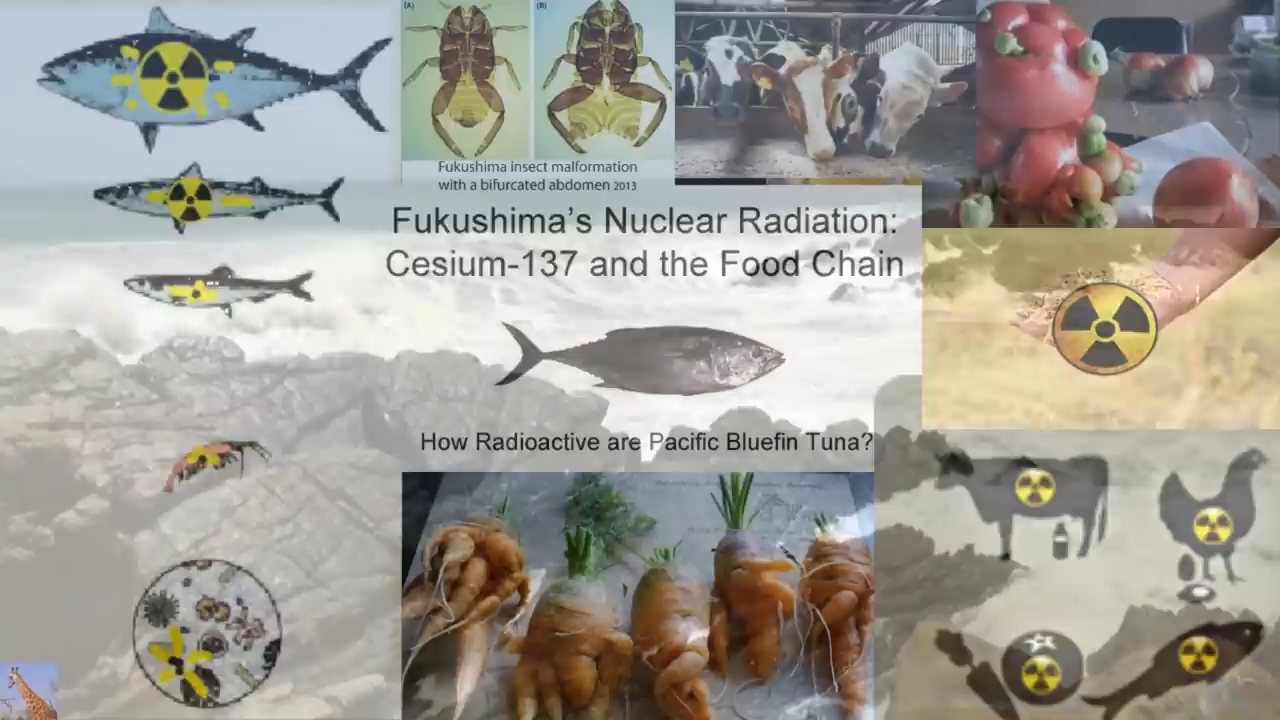 (A)
(B)
Fukushima insect malformation
with a bifurcated abdomen 2013
Fukushima's Nuclear Radiation:
Cesium-137 and the Food Chain
How Radioactive are Pacific Bluefin Tuna?